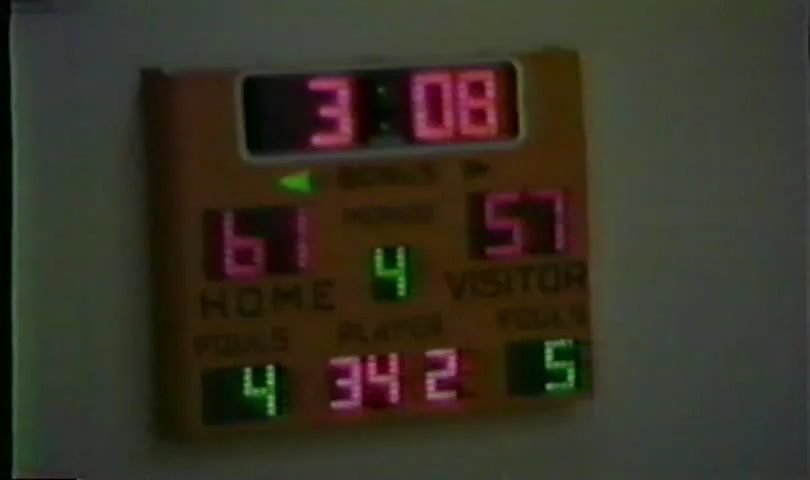 3:08
BONUS
61 PERIOD 57
4
HOME VISITOR
FOULS PLAYER FOULS
4 34 2 5